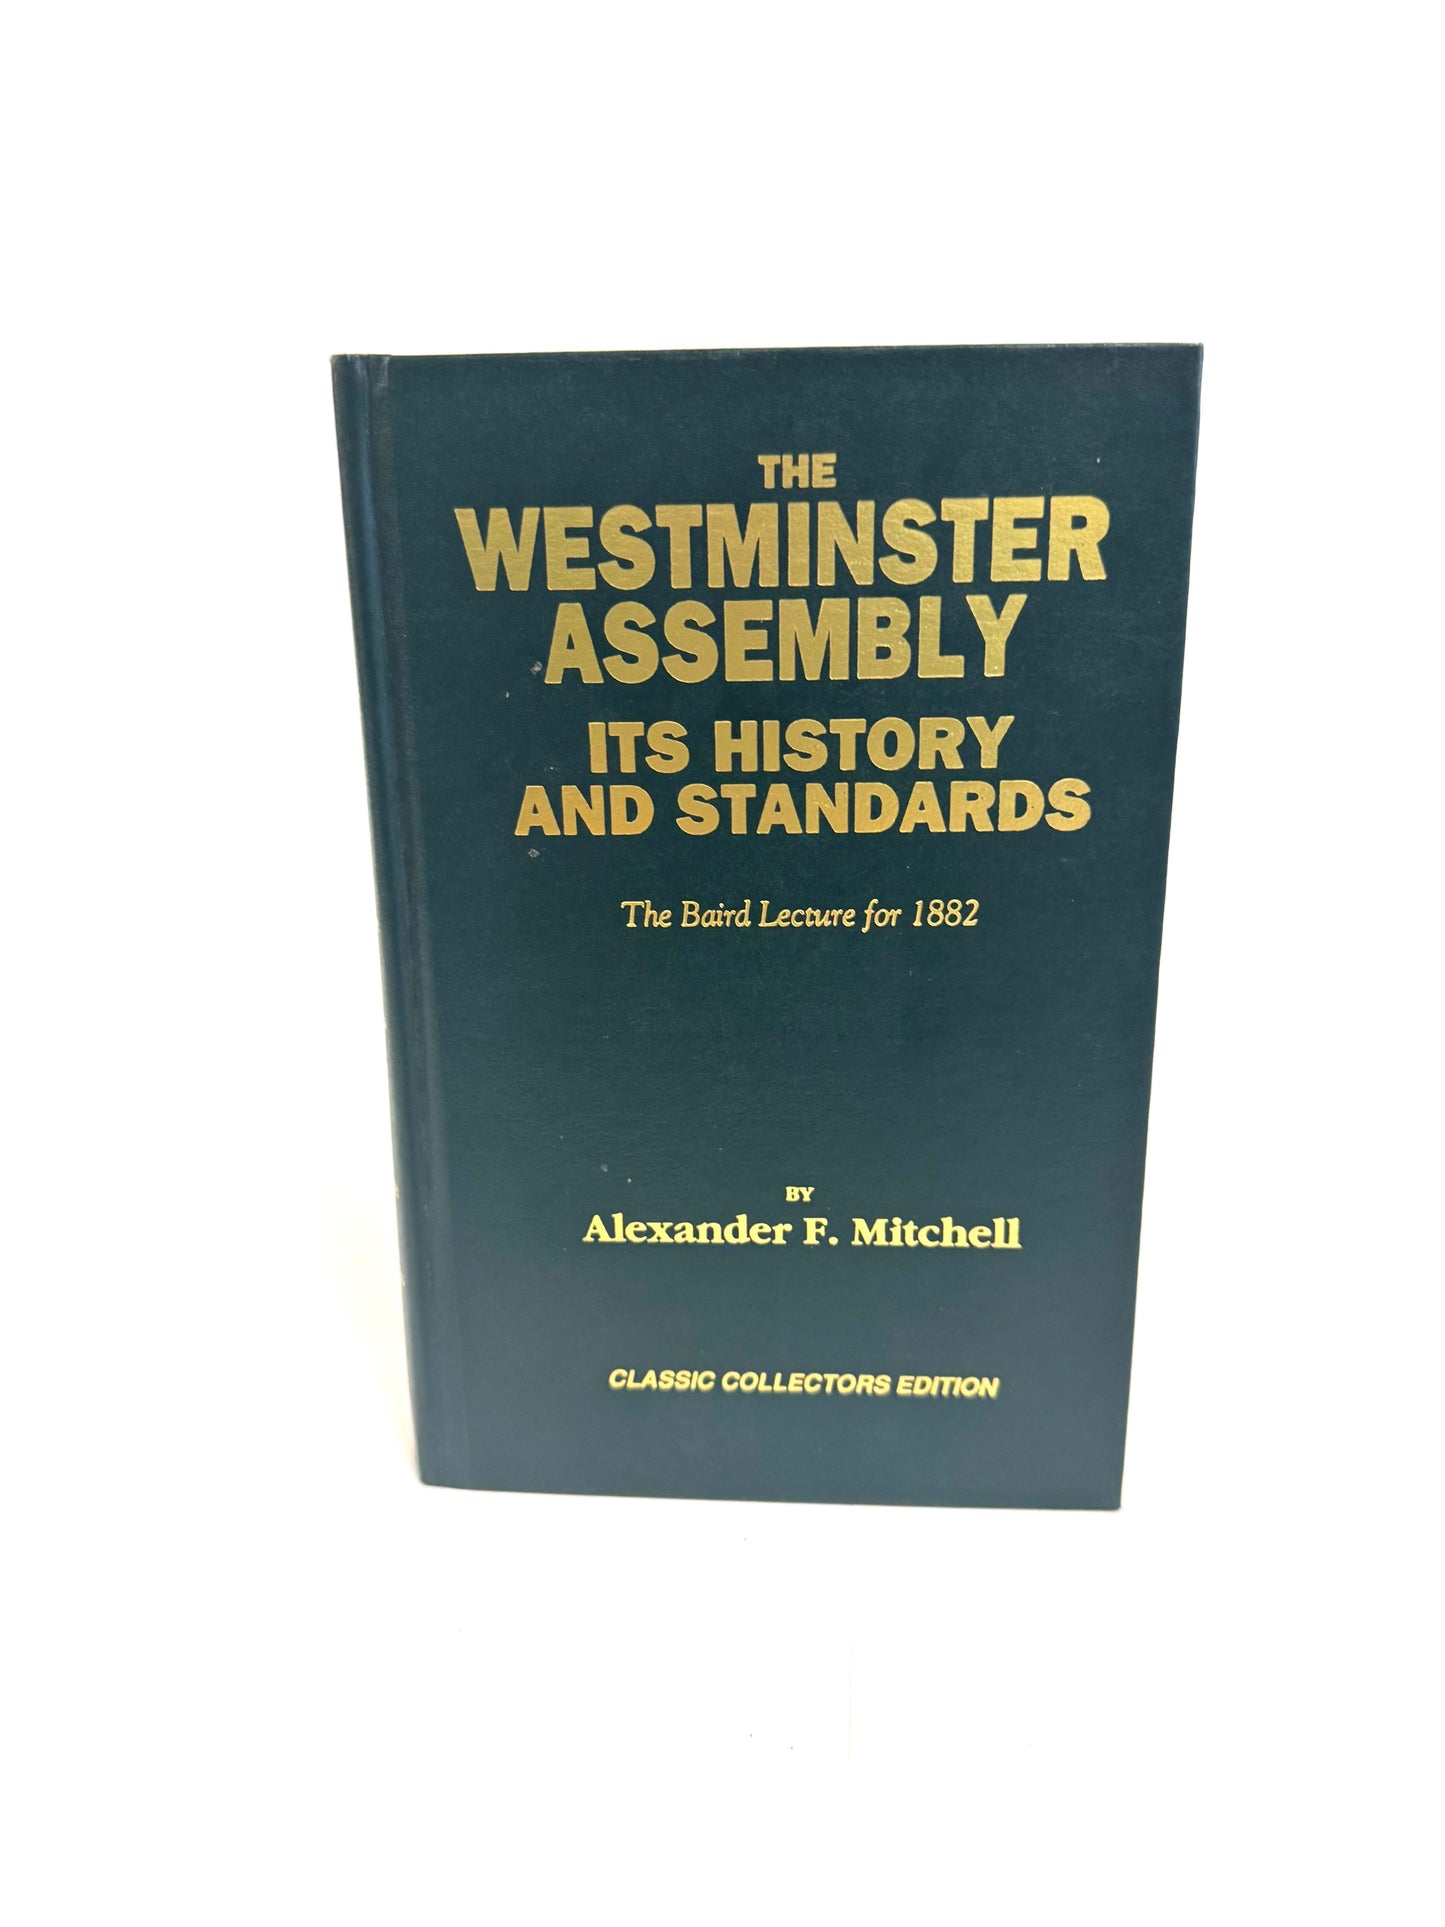 THE
WESTMINSTER
ASSEMBLY
ITS HISTORY
AND STANDARDS
The Baird Lecture for 1882
BY
Alexander F. Mitchell
CLASSIC COLLECTORS EDITION